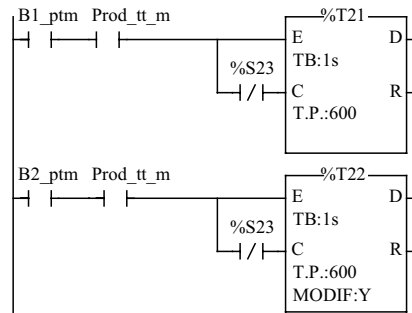 B1_ptm Prod_tt_m %T21
E D
TB:1s
%S23
C R
T.P.:600
B2_ptm Prod_tt_m %T22
E D
TB:1s
%S23
C R
T.P.:600
MODIF:Y